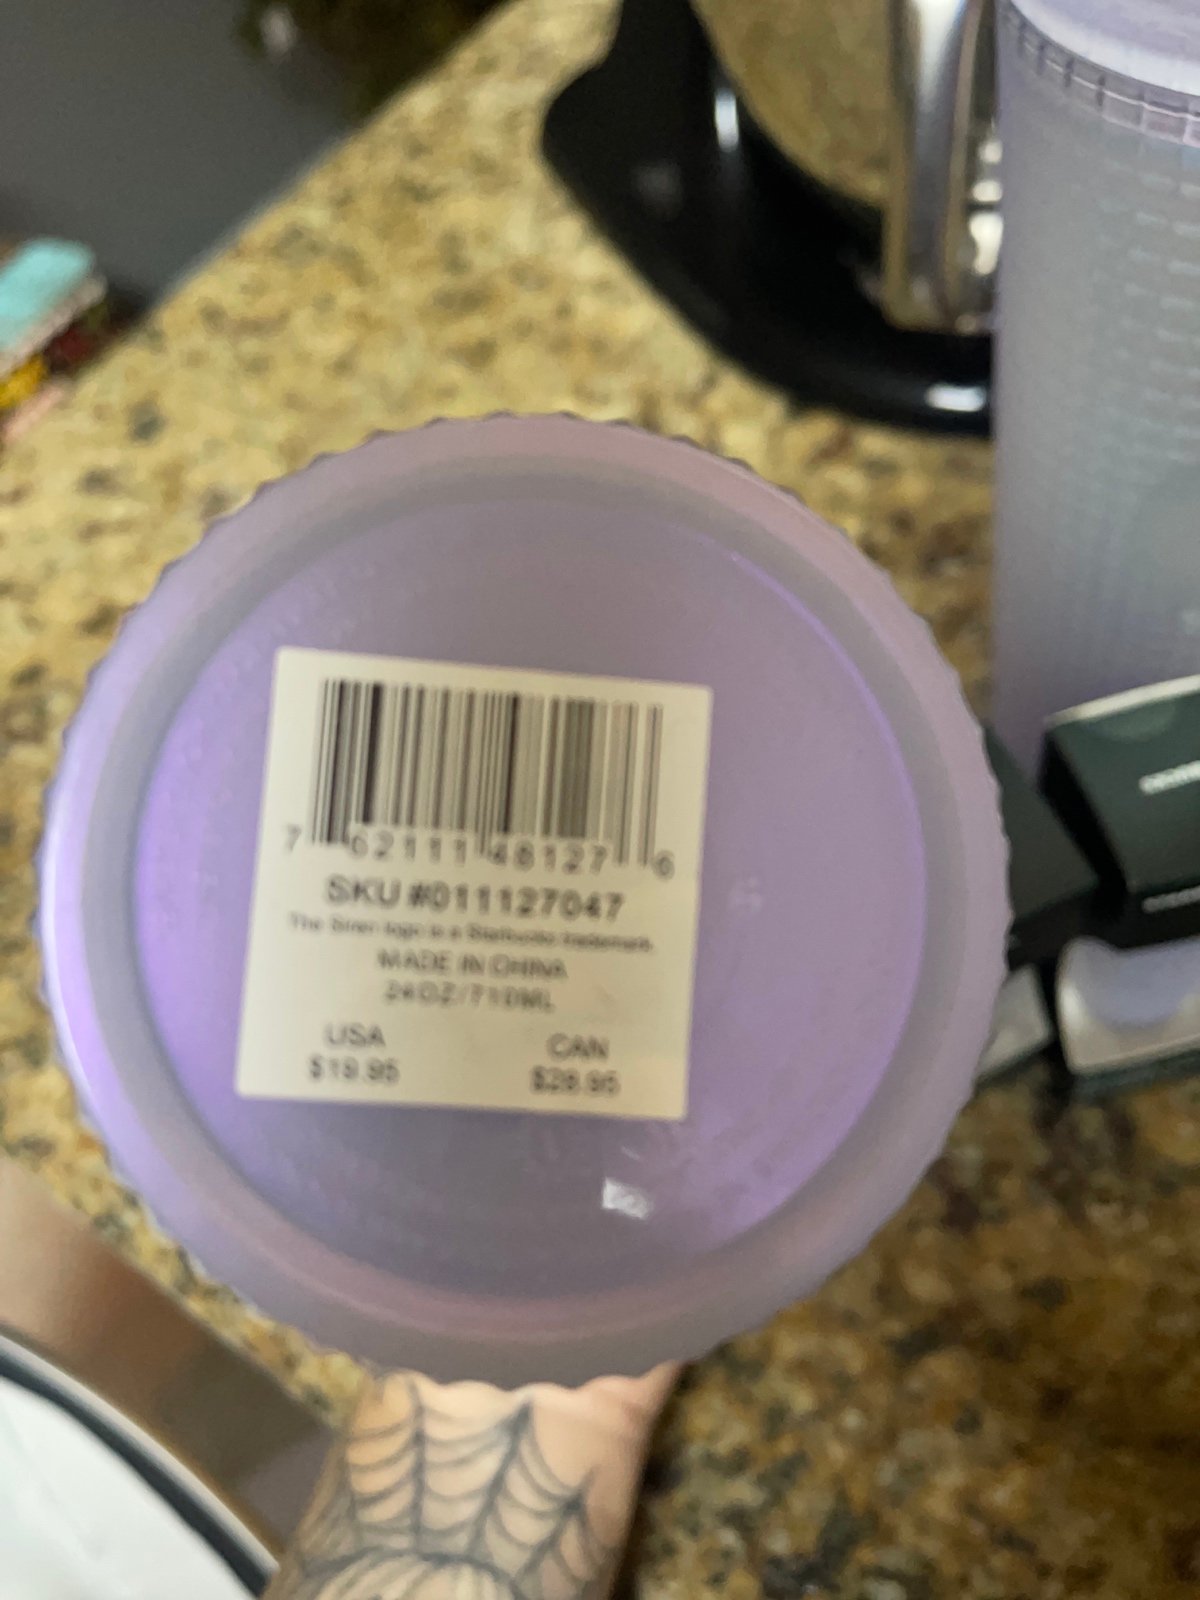 7 62111 48127 6
SKU #011127047
The Siren logo is a Starbucks trademark.
MADE IN CHINA
24OZ/710ML
USA CAN
$19.95 $28.95